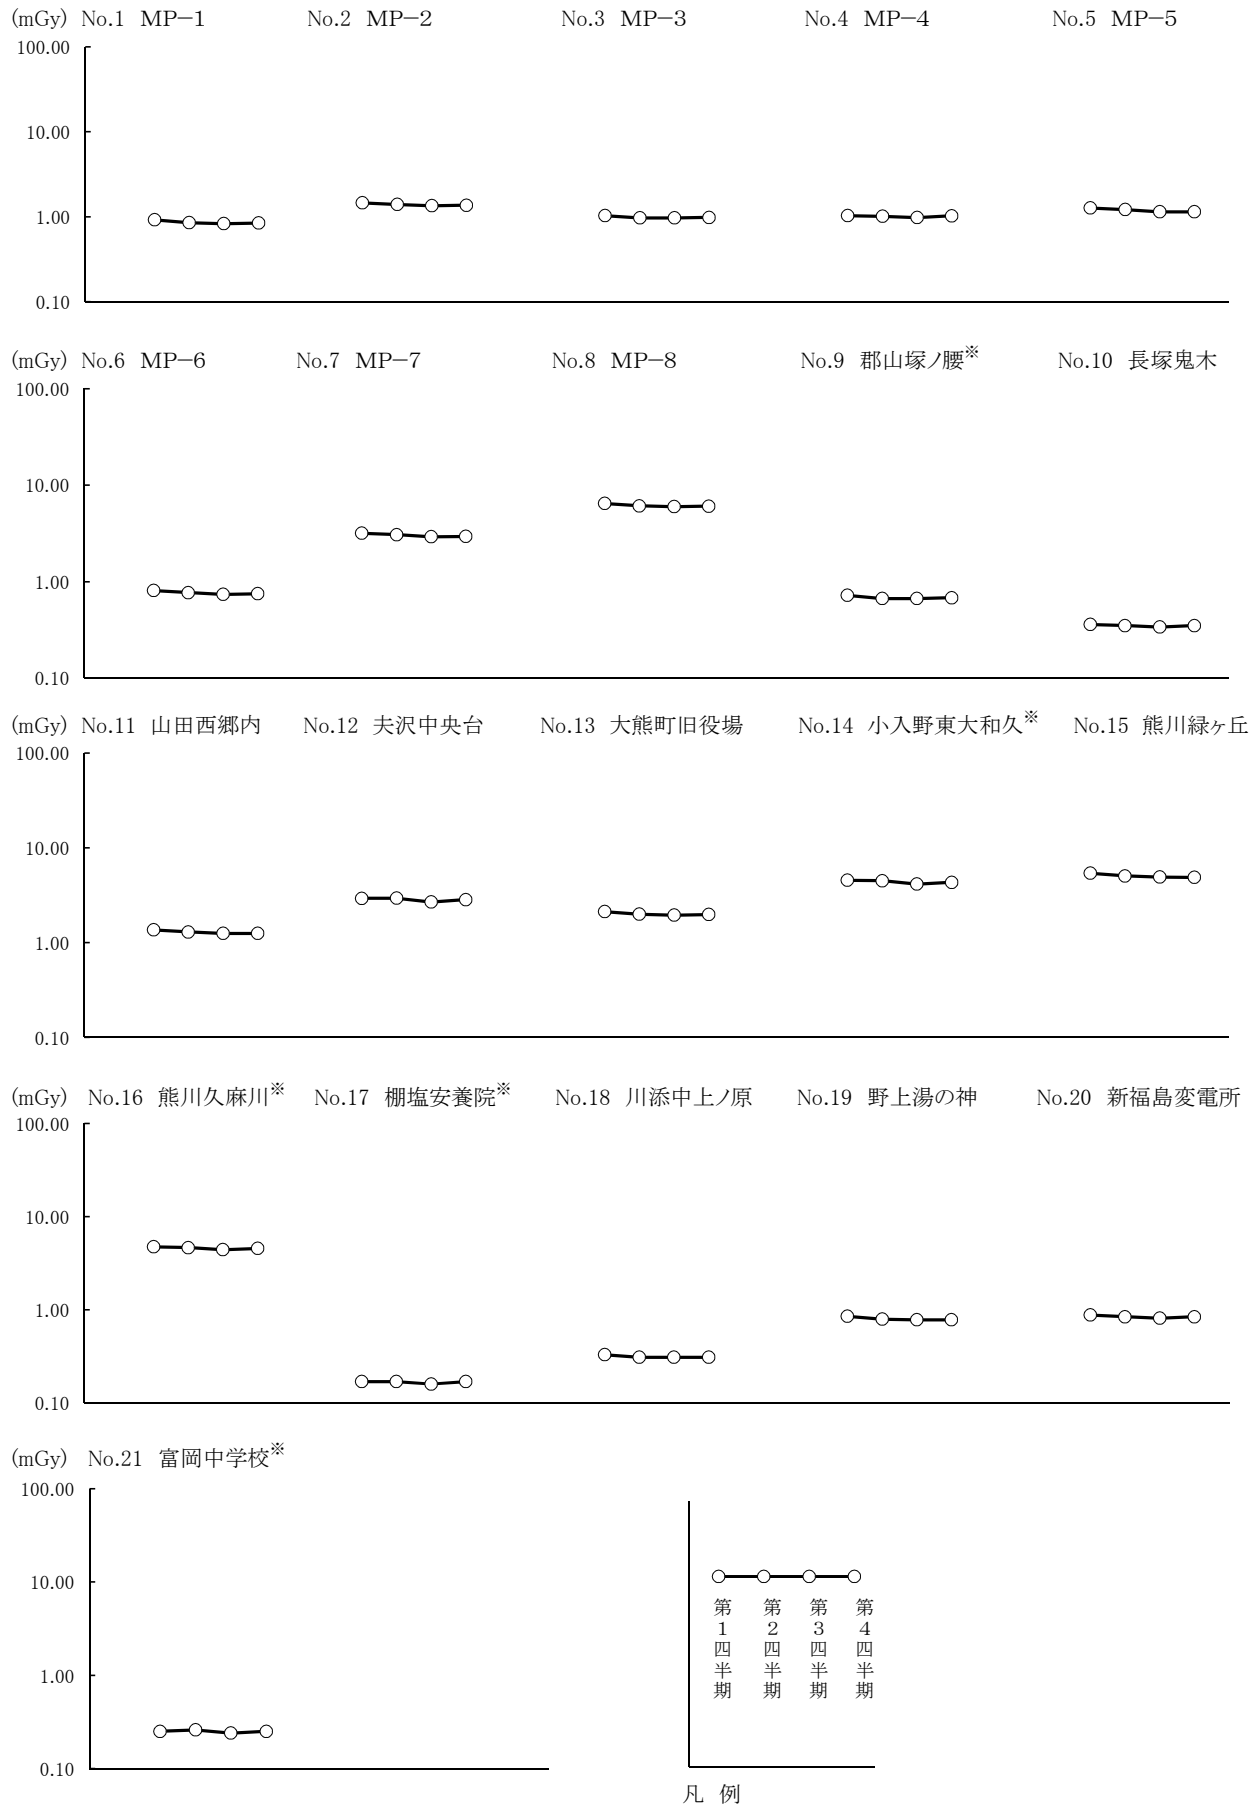 (mGy) No.1 MP−1 No.2 MP−2 No.3 MP−3 No.4 MP−4 No.5 MP−5
100.00
10.00
1.00
0.10
(mGy) No.6 MP−6 No.7 MP−7 No.8 MP−8 No.9 郡山塚ノ腰※ No.10 長塚鬼木
100.00
10.00
1.00
0.10
(mGy) No.11 山田西郷内 No.12 夫沢中央台 No.13 大熊町旧役場 No.14 小入野東大和久※ No.15 熊川緑ヶ丘
100.00
10.00
1.00
0.10
(mGy) No.16 熊川久麻川※ No.17 棚塩安養院※ No.18 川添中上ノ原 No.19 野上湯の神 No.20 新福島変電所
100.00
10.00
1.00
0.10
(mGy) No.21 富岡中学校※
100.00
10.00
1.00
0.10
第1四半期
第2四半期
第3四半期
第4四半期
凡 例